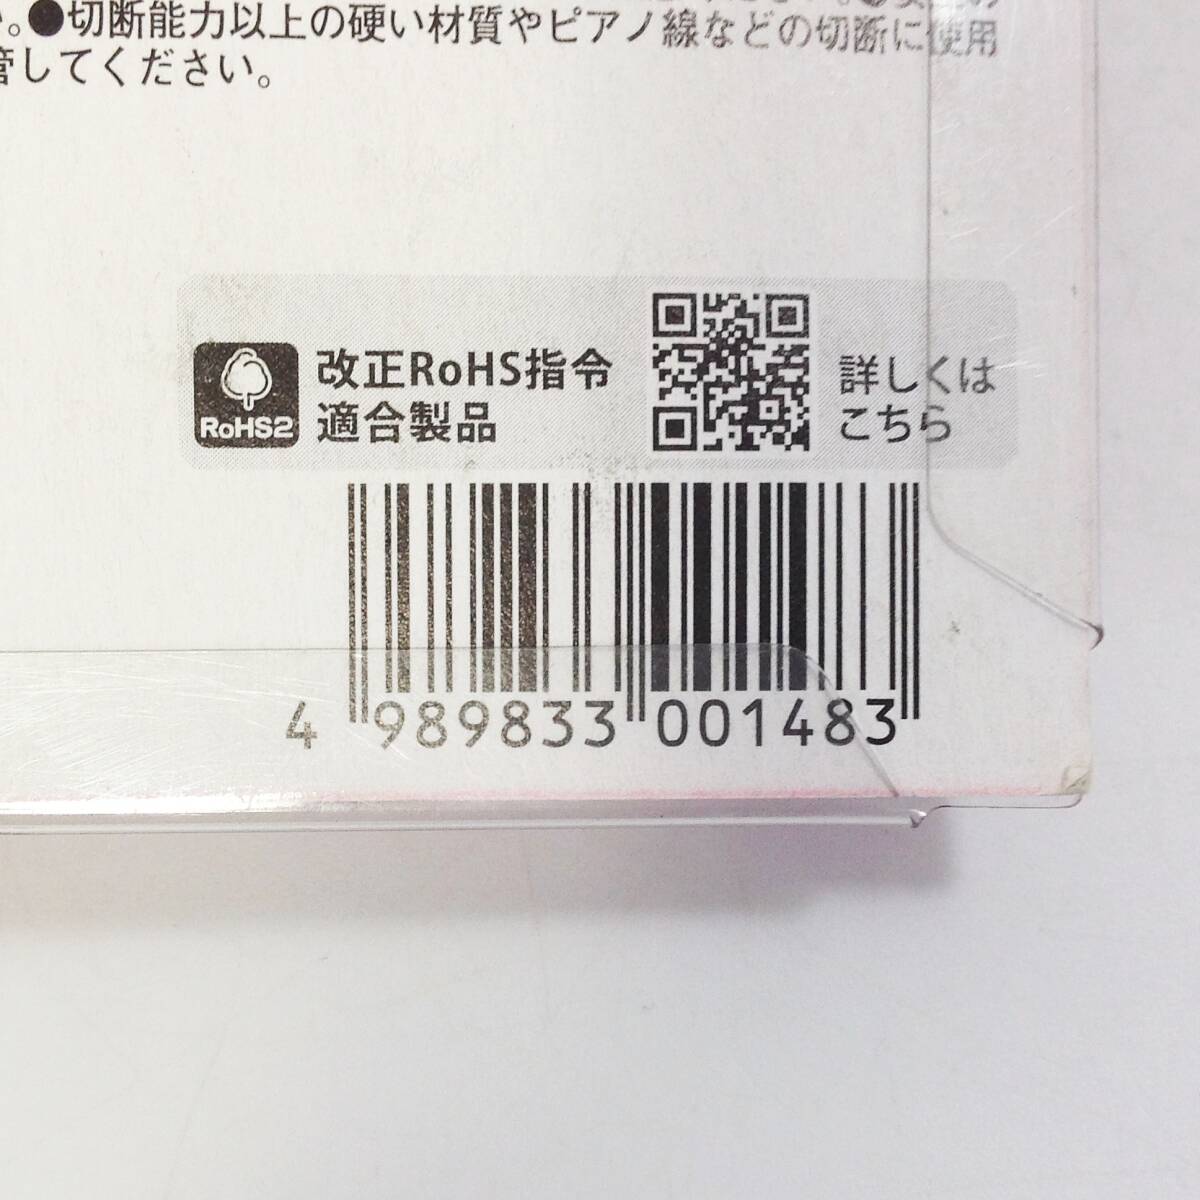 い。●切断能力以上の硬い材質やピアノ線などの切断に使用
管してください。
改正RoHS指令
適合製品
RoHS2
詳しくは
こちら
4 989833 001483